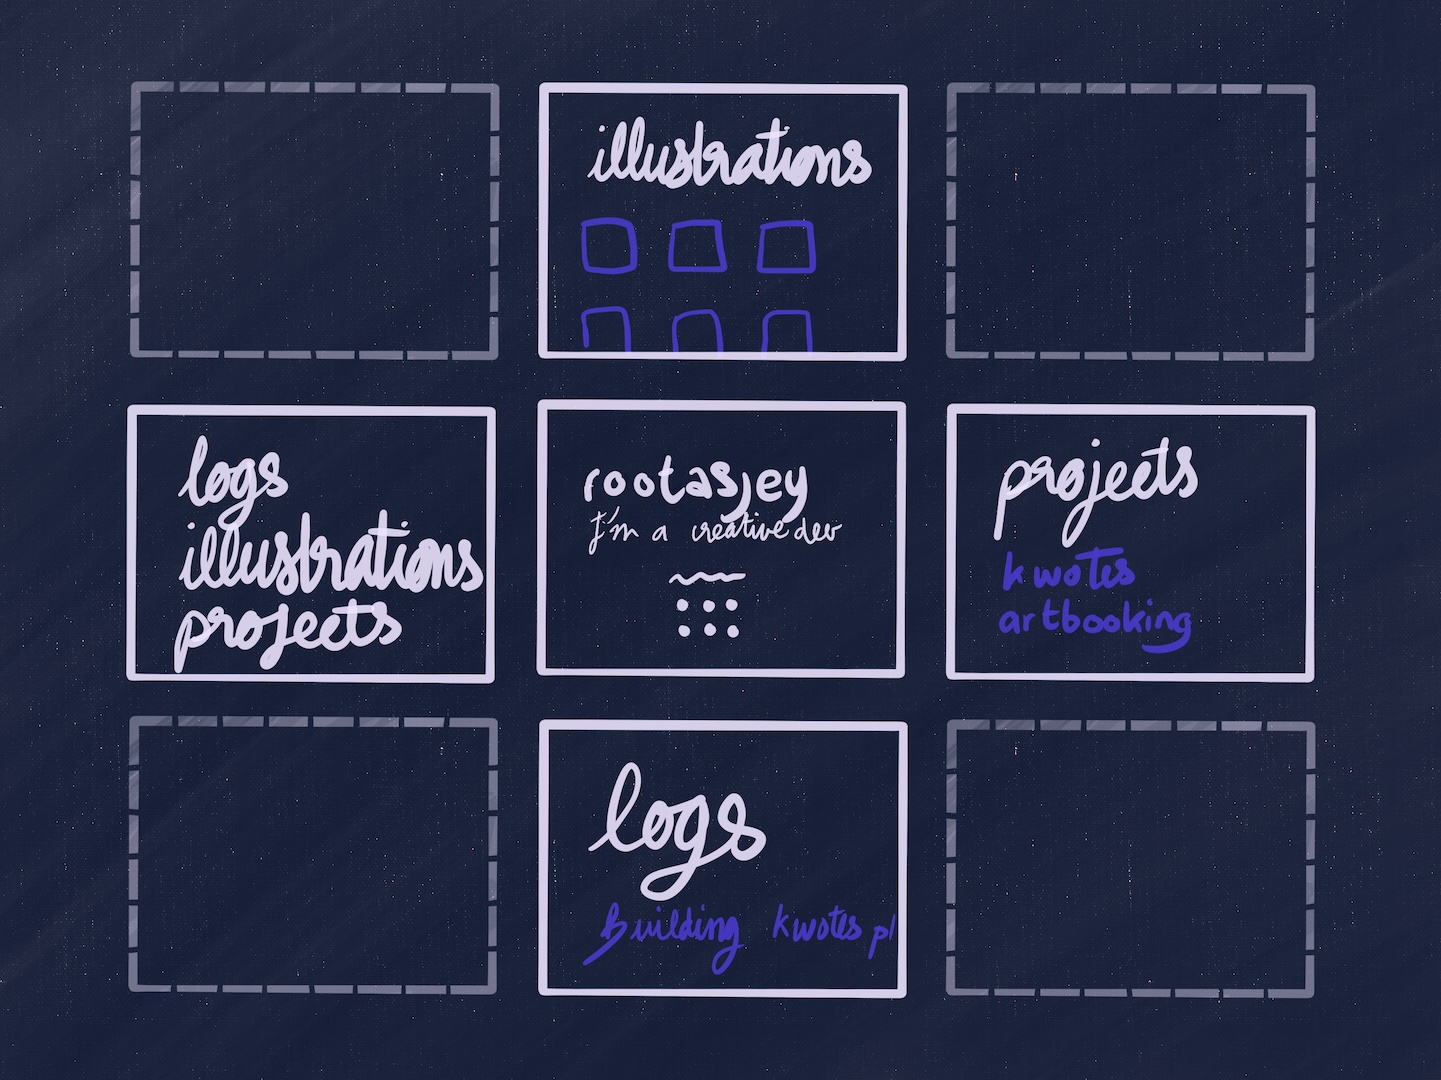 illustrations
logs
illustrations
projects
rootasjey
I'm a creative dev
projects
kwotes
artbooking
logs
Building kwotes pl